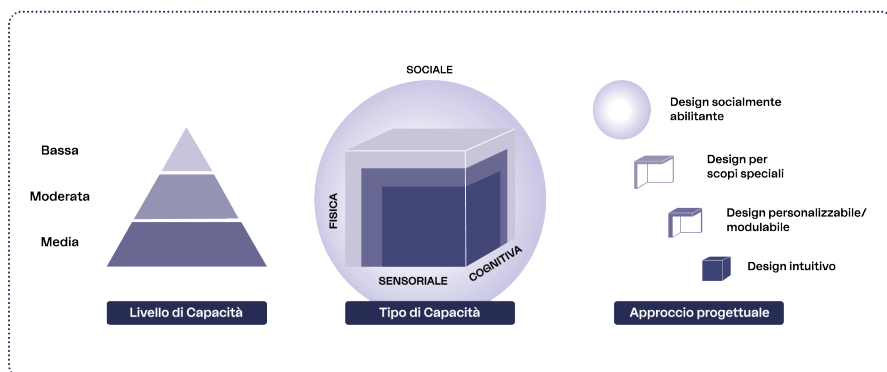 Bassa
Moderata
Media
Livello di Capacità
SOCIALE
FISICA
SENSORIALE
COGNITIVA
Tipo di Capacità
Design socialmente
abilitante
Design per
scopi speciali
Design personalizzabile/
modulabile
Design intuitivo
Approccio progettuale